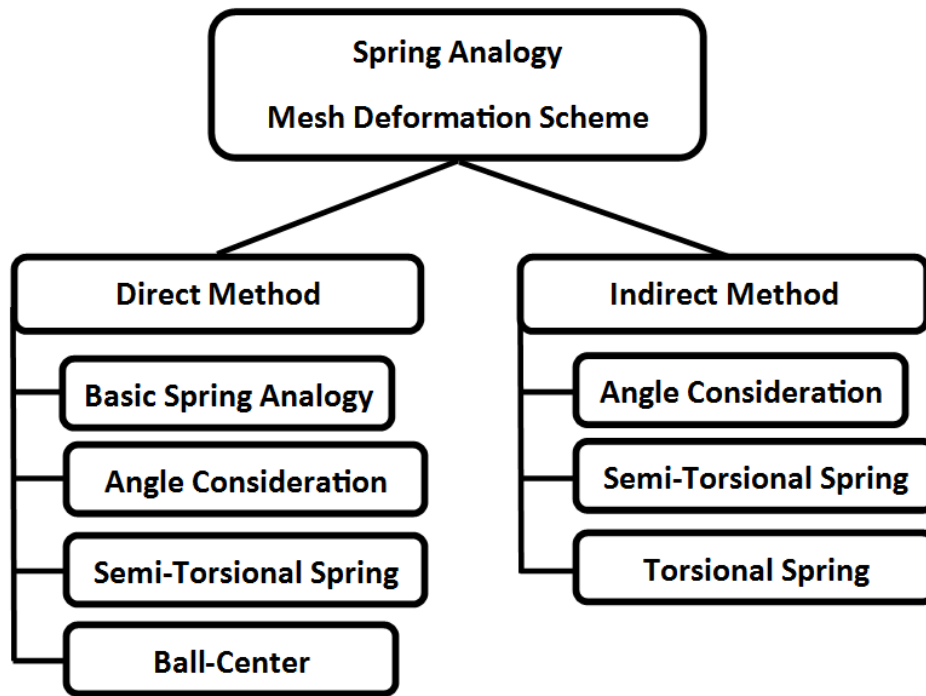 Spring Analogy
Mesh Deformation Scheme
Direct Method
Basic Spring Analogy
Angle Consideration
Semi-Torsional Spring
Ball-Center
Indirect Method
Angle Consideration
Semi-Torsional Spring
Torsional Spring